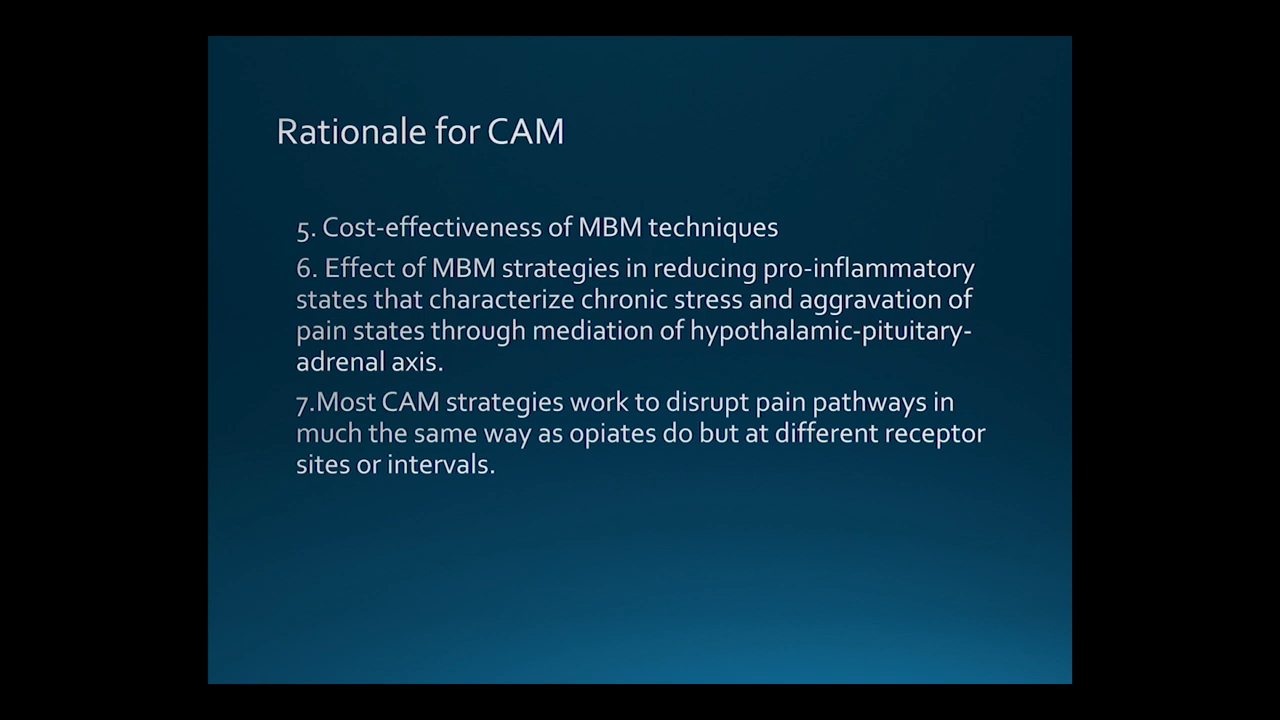 Rationale for CAM
5. Cost-effectiveness of MBM techniques
6. Effect of MBM strategies in reducing pro-inflammatory
states that characterize chronic stress and aggravation of
pain states through mediation of hypothalamic-pituitary-
adrenal axis.
7.Most CAM strategies work to disrupt pain pathways in
much the same way as opiates do but at different receptor
sites or intervals.